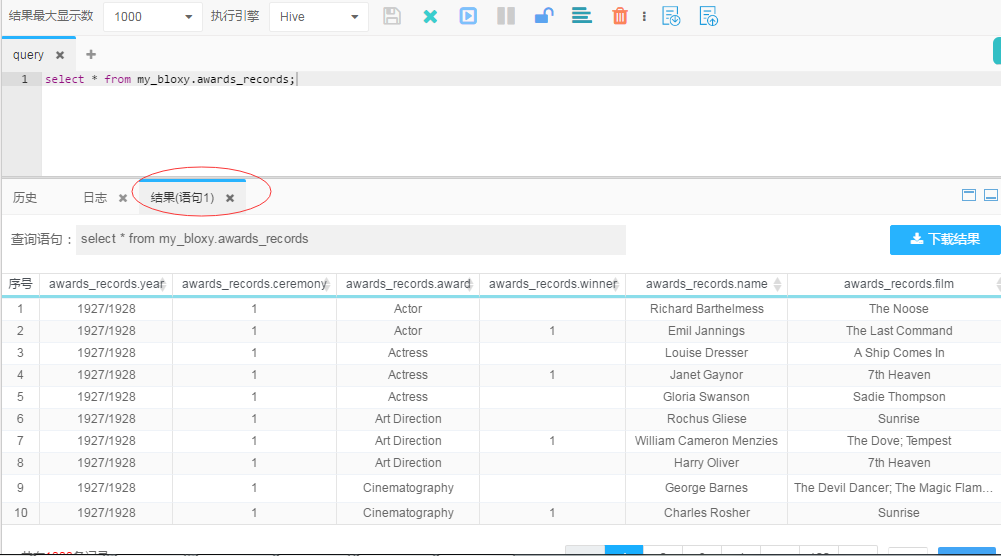 结果最大显示数 1000 执行引擎 Hive
query
1 select * from my_bloxy.awards_records;
历史 日志 结果(语句1)
查询语句： select * from my_bloxy.awards_records 下载结果
序号 awards_records.year awards_records.ceremony awards_records.award awards_records.winner awards_records.name awards_records.film
1 1927/1928 1 Actor Richard Barthelmess The Noose
2 1927/1928 1 Actor 1 Emil Jannings The Last Command
3 1927/1928 1 Actress Louise Dresser A Ship Comes In
4 1927/1928 1 Actress 1 Janet Gaynor 7th Heaven
5 1927/1928 1 Actress Gloria Swanson Sadie Thompson
6 1927/1928 1 Art Direction Rochus Gliese Sunrise
7 1927/1928 1 Art Direction 1 William Cameron Menzies The Dove; Tempest
8 1927/1928 1 Art Direction Harry Oliver 7th Heaven
9 1927/1928 1 Cinematography George Barnes The Devil Dancer; The Magic Flam...
10 1927/1928 1 Cinematography 1 Charles Rosher Sunrise